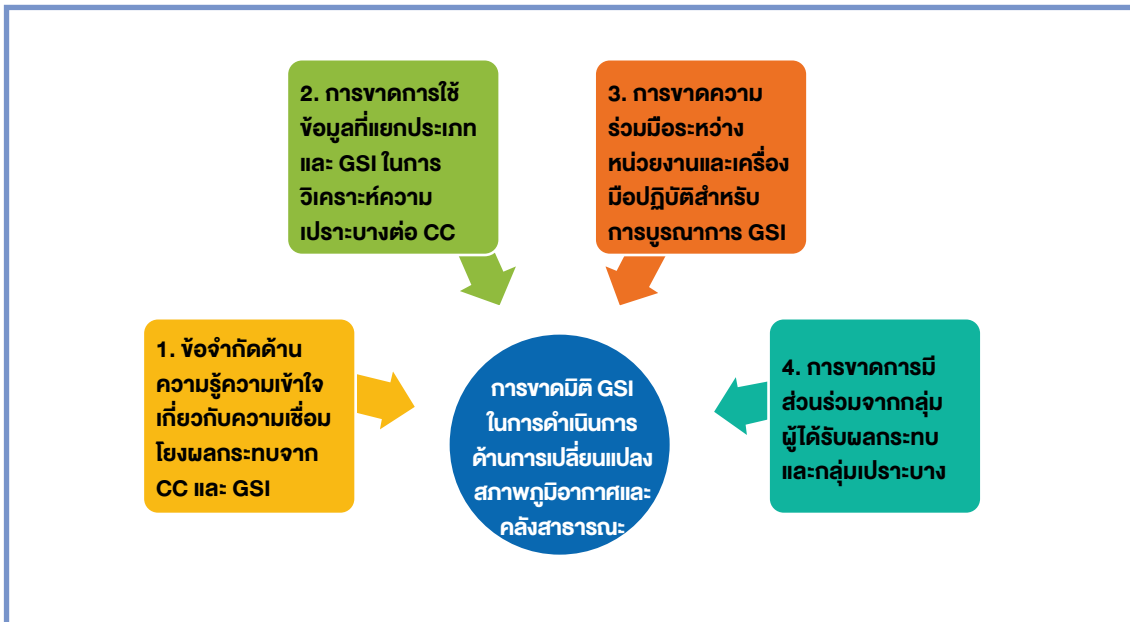 2. การขาดการใช้
ข้อมูลที่แยกประเภท
และ GSI ในการ
วิเคราะห์ความ
เปราะบางต่อ CC
3. การขาดความ
ร่วมมือระหว่าง
หน่วยงานและเครื่อง
มือปฏิบัติสำหรับ
การบูรณาการ GSI
1. ข้อจำกัดด้าน
ความรู้ความเข้าใจ
เกี่ยวกับความเชื่อม
โยงผลกระทบจาก
CC และ GSI
การขาดมิติ GSI
ในการดำเนินการ
ด้านการเปลี่ยนแปลง
สภาพภูมิอากาศและ
คลังสาธารณะ
4. การขาดการมี
ส่วนร่วมจากกลุ่ม
ผู้ได้รับผลกระทบ
และกลุ่มเปราะบาง